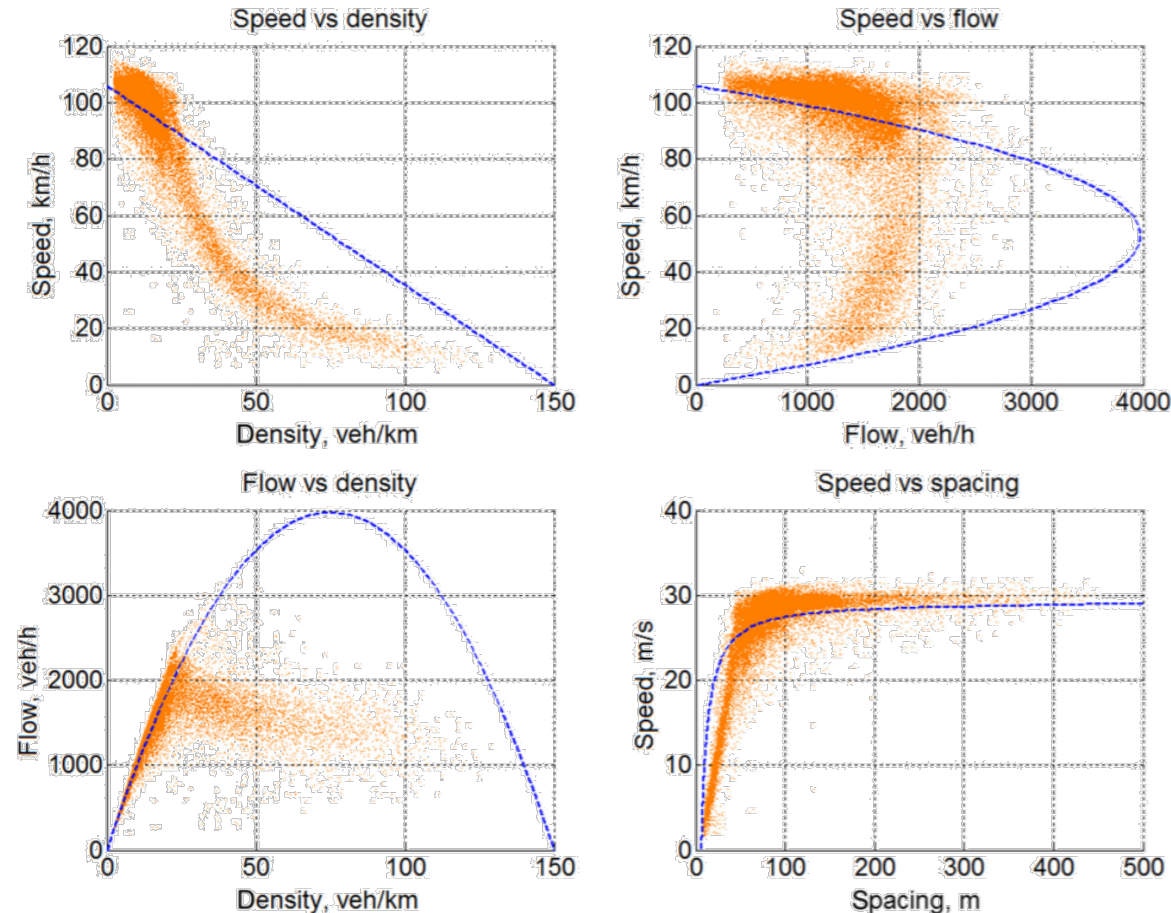 Speed vs density
120
100
80
60
40
20
0
Speed, km/h
0 50 100 150
Density, veh/km
Speed vs flow
120
100
80
60
40
20
0
Speed, km/h
0 1000 2000 3000 4000
Flow, veh/h
Flow vs density
4000
3000
2000
1000
0
Flow, veh/h
0 50 100 150
Density, veh/km
Speed vs spacing
40
30
20
10
0
Speed, m/s
0 100 200 300 400 500
Spacing, m